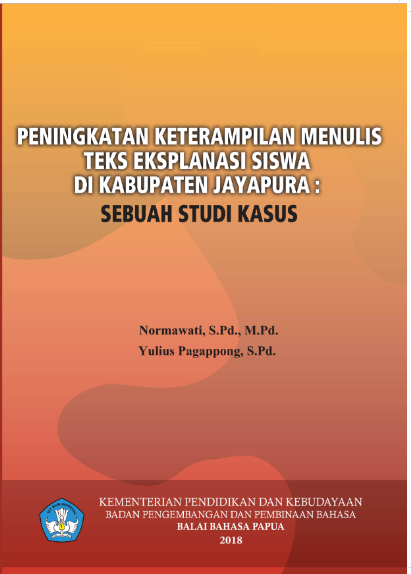 PENINGKATAN KETERAMPILAN MENULIS
TEKS EKSPLANASI SISWA
DI KABUPATEN JAYAPURA :
SEBUAH STUDI KASUS
Normawati, S.Pd., M.Pd.
Yulius Pagappong, S.Pd.
KEMENTERIAN PENDIDIKAN DAN KEBUDAYAAN
BADAN PENGEMBANGAN DAN PEMBINAAN BAHASA
BALAI BAHASA PAPUA
2018